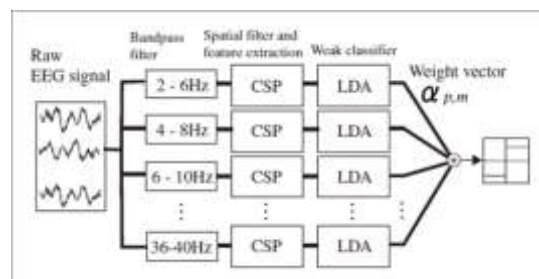 Raw
EEG signal
Bandpass
filter
Spatial filter and
feature extraction
Weak classifier
Weight vector
α p,m
2 - 6Hz
CSP
LDA
4 - 8Hz
CSP
LDA
6 - 10Hz
CSP
LDA
36-40Hz
CSP
LDA